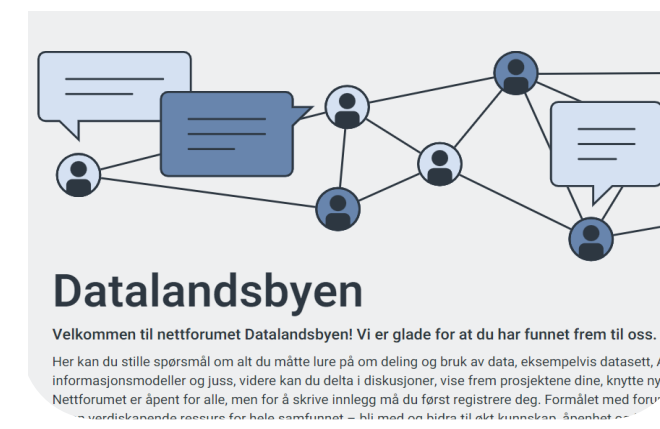 Datalandsbyen
Velkommen til nettforumet Datalandsbyen! Vi er glade for at du har funnet frem til oss.
Her kan du stille spørsmål om alt du måtte lure på om deling og bruk av data, eksempelvis datasett,
informasjonsmodeller og juss, videre kan du delta i diskusjoner, vise frem prosjektene dine, knytte
Nettforumet er åpent for alle, men for å skrive innlegg må du først registrere deg. Formålet med
verdiskapende ressurs for hele samfunnet – bli med og bidra til økt kunnskap, åpenhet